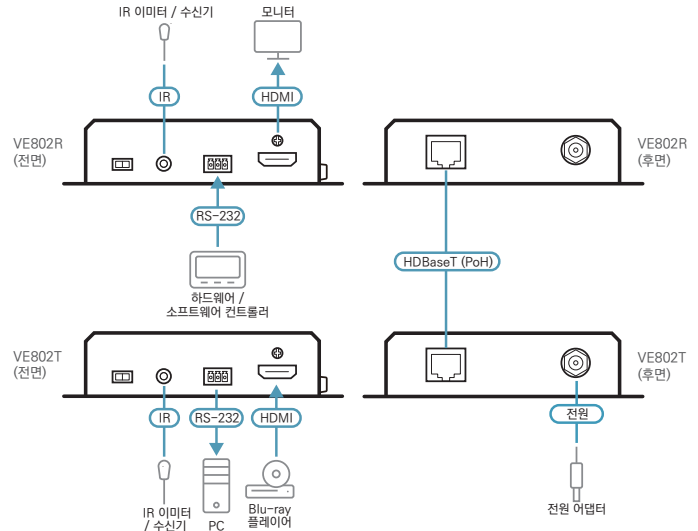 IR 이미터 / 수신기
모니터
IR
HDMI
VE802R
(전면)
VE802R
(후면)
RS-232
하드웨어 /
소프트웨어 컨트롤러
HDBaseT (PoH)
VE802T
(전면)
VE802T
(후면)
IR
RS-232
HDMI
전원
IR 이미터
/ 수신기
PC
Blu-ray
플레이어
전원 어댑터